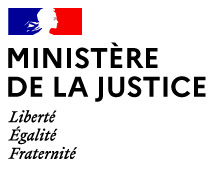 MINISTÈRE
DE LA JUSTICE
Liberté
Égalité
Fraternité